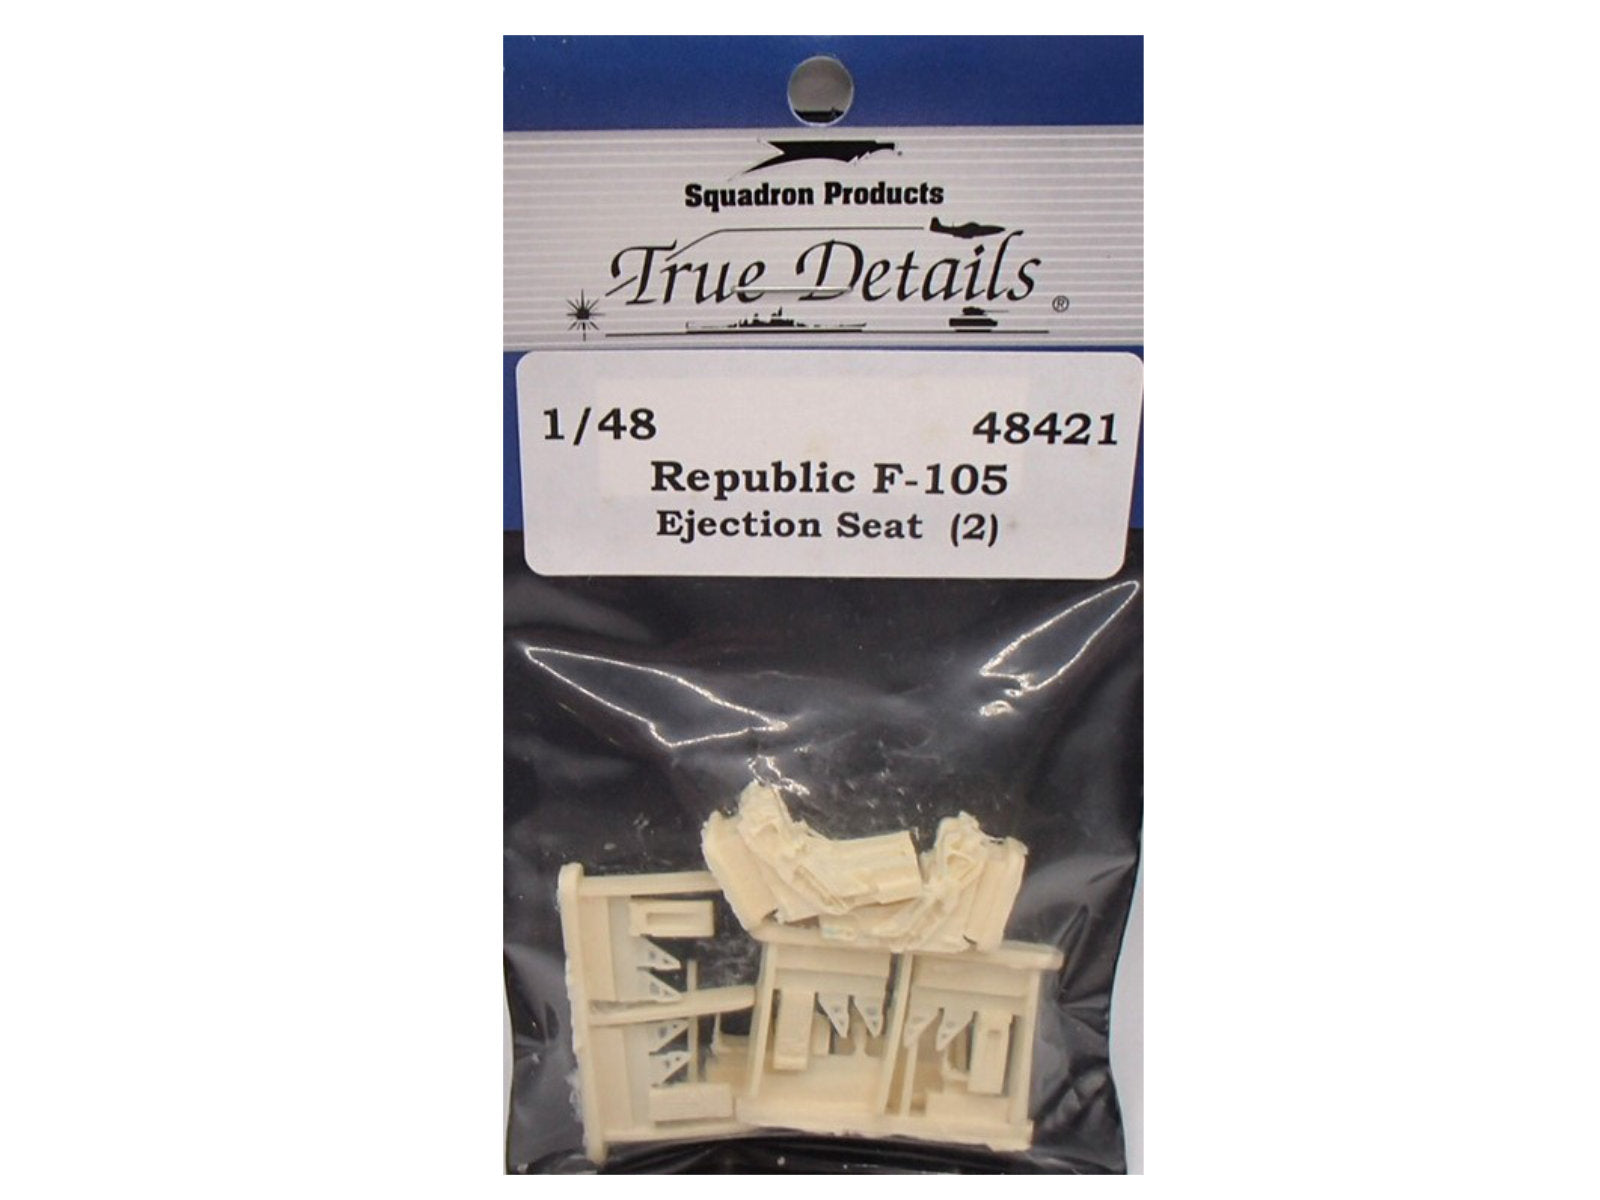 Squadron Products
True Details ®
1/48 48421
Republic F-105
Ejection Seat (2)